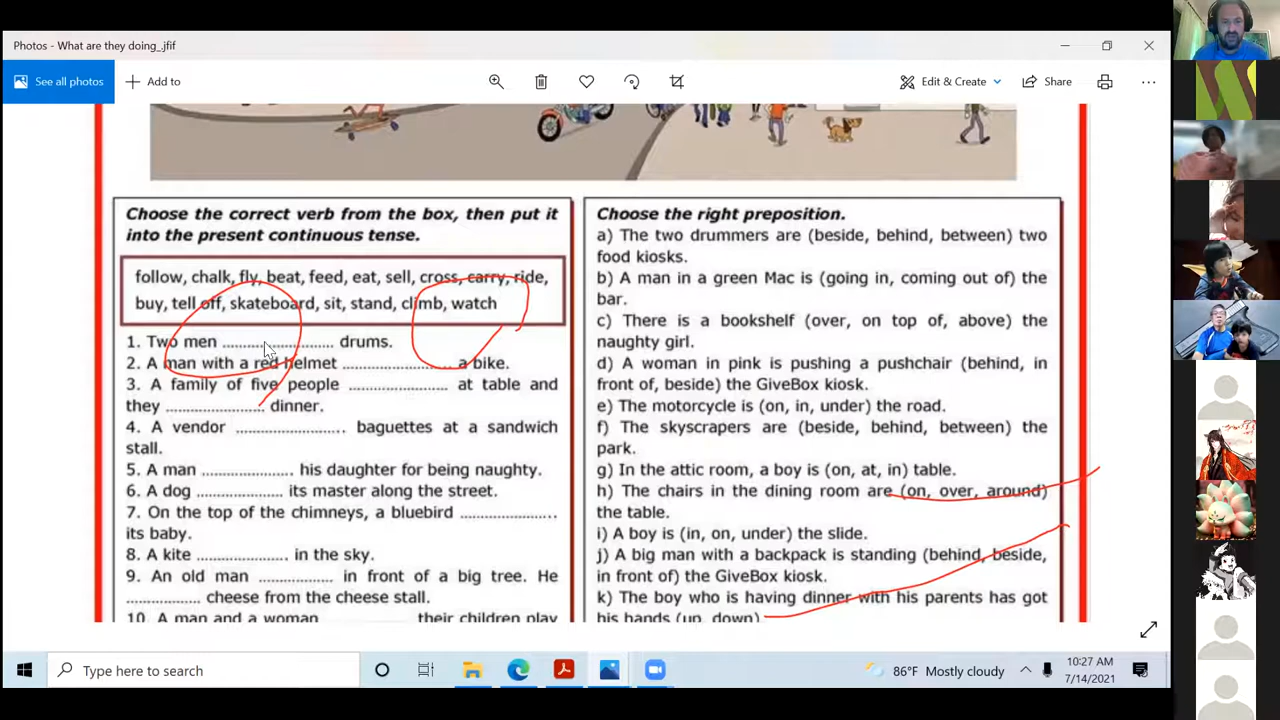 Photos - What are they doing_.jfif
See all photos
Add to
Edit & Create
Share
Choose the correct verb from the box, then put it
into the present continuous tense.
follow, chalk, fly, beat, feed, eat, sell, cross, carry, ride,
buy, tell off, skateboard, sit, stand, climb, watch
1. Two men ........................... drums.
2. A man with a red helmet ........................... a bike.
3. A family of five people ........................ at table and
they ........................ dinner.
4. A vendor ........................... baguettes at a sandwich
stall.
5. A man ...................... his daughter for being naughty.
6. A dog ..................... its master along the street.
7. On the top of the chimneys, a bluebird .......................
its baby.
8. A kite ...................... in the sky.
9. An old man .................. in front of a big tree. He
.................. cheese from the cheese stall.
10. A man and a woman their children play
Choose the right preposition.
a) The two drummers are (beside, behind, between) two
food kiosks.
b) A man in a green Mac is (going in, coming out of) the
bar.
c) There is a bookshelf (over, on top of, above) the
naughty girl.
d) A woman in pink is pushing a pushchair (behind, in
front of, beside) the GiveBox kiosk.
e) The motorcycle is (on, in, under) the road.
f) The skyscrapers are (beside, behind, between) the
park.
g) In the attic room, a boy is (on, at, in) table.
h) The chairs in the dining room are (on, over, around)
the table.
i) A boy is (in, on, under) the slide.
j) A big man with a backpack is standing (behind, beside,
in front of) the GiveBox kiosk.
k) The boy who is having dinner with his parents has got
his hands (up, down).
Type here to search
86°F Mostly cloudy
10:27 AM
7/14/2021